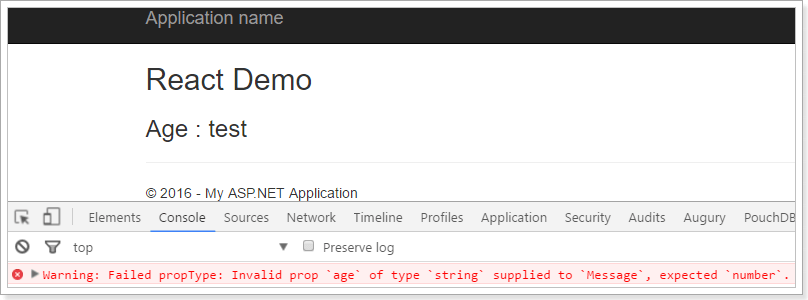 Application name
React Demo
Age : test
© 2016 - My ASP.NET Application
Elements Console Sources Network Timeline Profiles Application Security Audits Augury PouchDB
top Preserve log
Warning: Failed propType: Invalid prop `age` of type `string` supplied to `Message`, expected `number`.